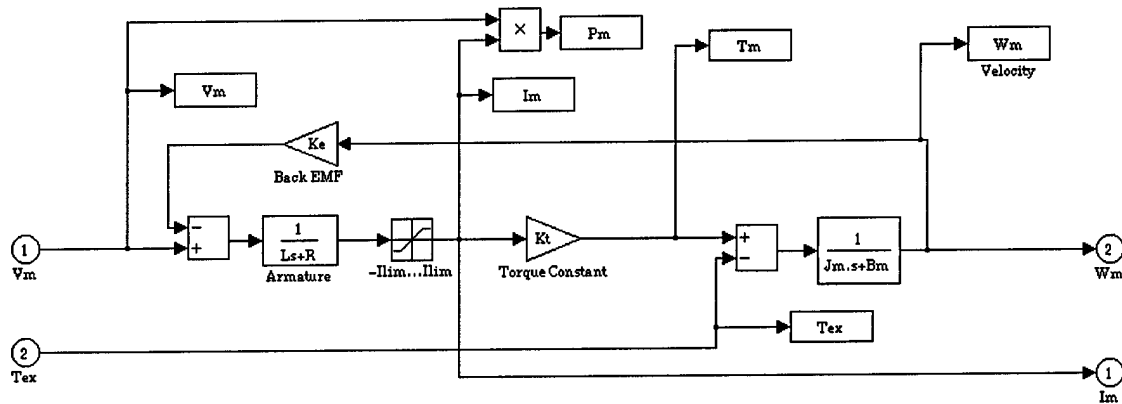 ×
Pm
Tm
Wm
Velocity
Vm
Im
Ke
Back EMF
−
+
1
Ls+R
Armature
-Ilim...Ilim
Kt
Torque Constant
+
−
1
Jm.s+Bm
1
Vm
2
Wm
Tex
2
Tex
1
Im